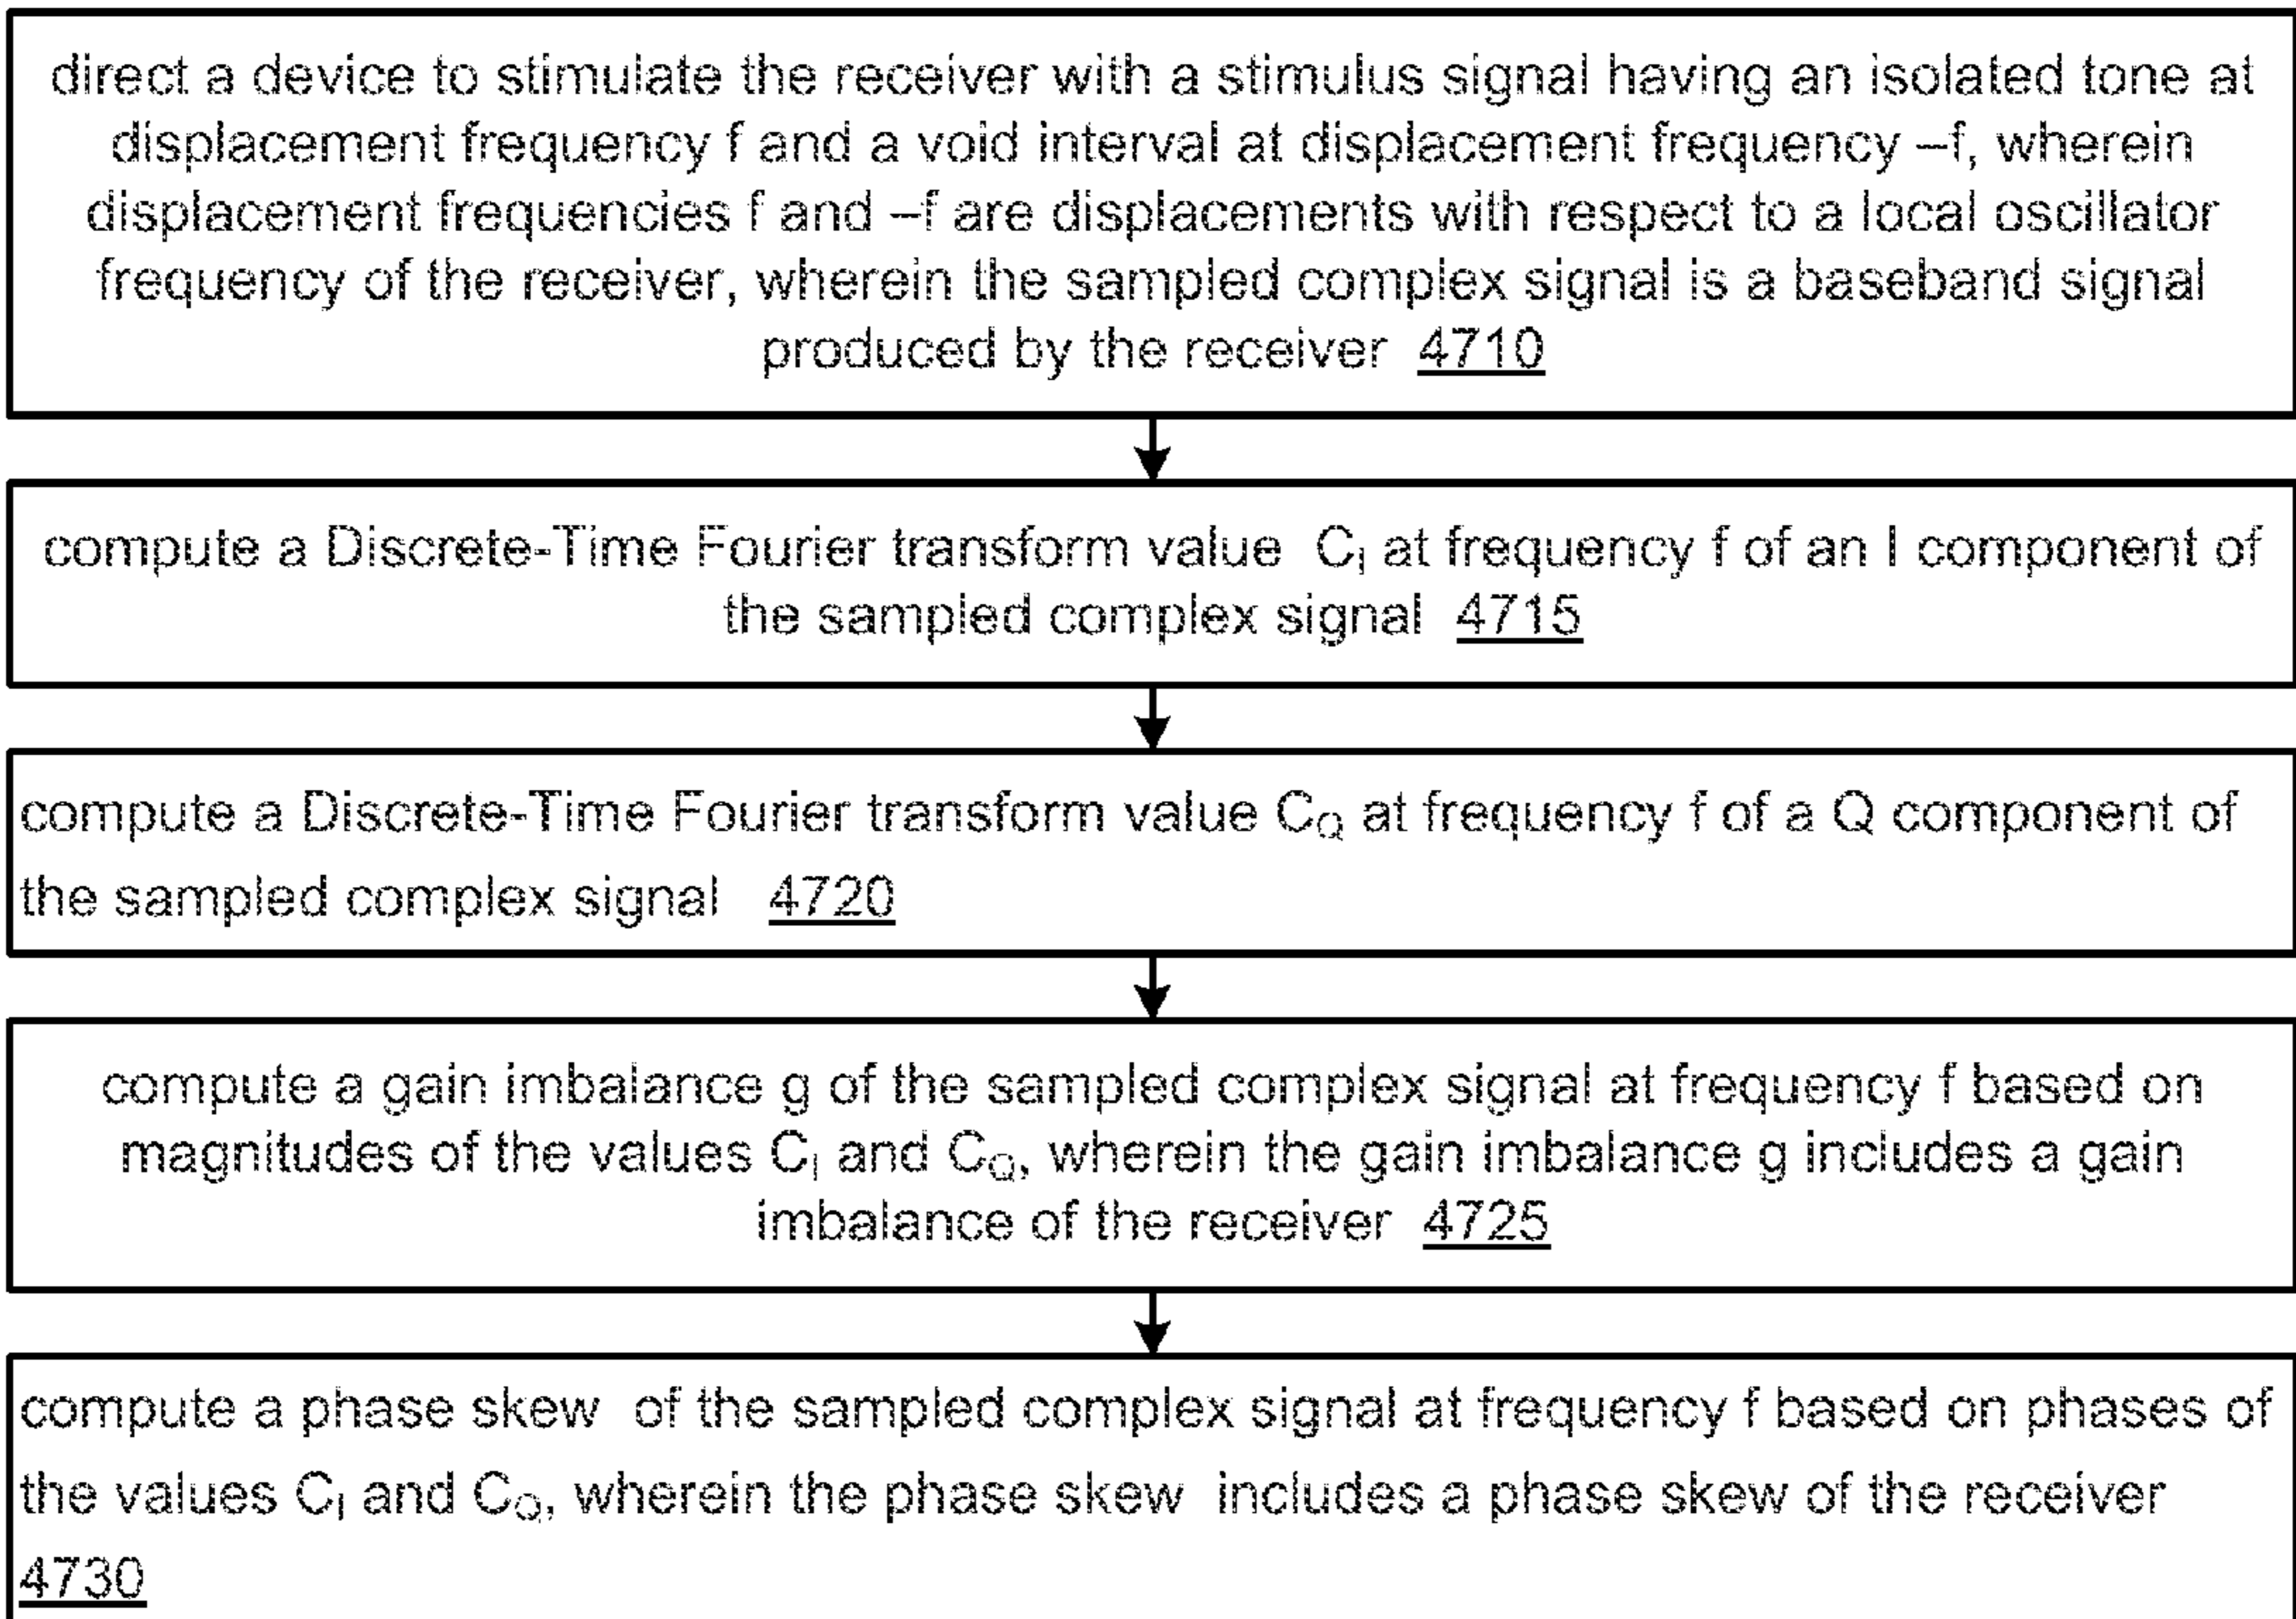 direct a device to stimulate the receiver with a stimulus signal having an isolated tone at
displacement frequency f and a void interval at displacement frequency –f, wherein
displacement frequencies f and –f are displacements with respect to a local oscillator
frequency of the receiver, wherein the sampled complex signal is a baseband signal
produced by the receiver 4710
compute a Discrete-Time Fourier transform value C_I at frequency f of an I component of
the sampled complex signal 4715
compute a Discrete-Time Fourier transform value C_Q at frequency f of a Q component of
the sampled complex signal 4720
compute a gain imbalance g of the sampled complex signal at frequency f based on
magnitudes of the values C_I and C_Q, wherein the gain imbalance g includes a gain
imbalance of the receiver 4725
compute a phase skew of the sampled complex signal at frequency f based on phases of
the values C_I and C_Q, wherein the phase skew includes a phase skew of the receiver
4730